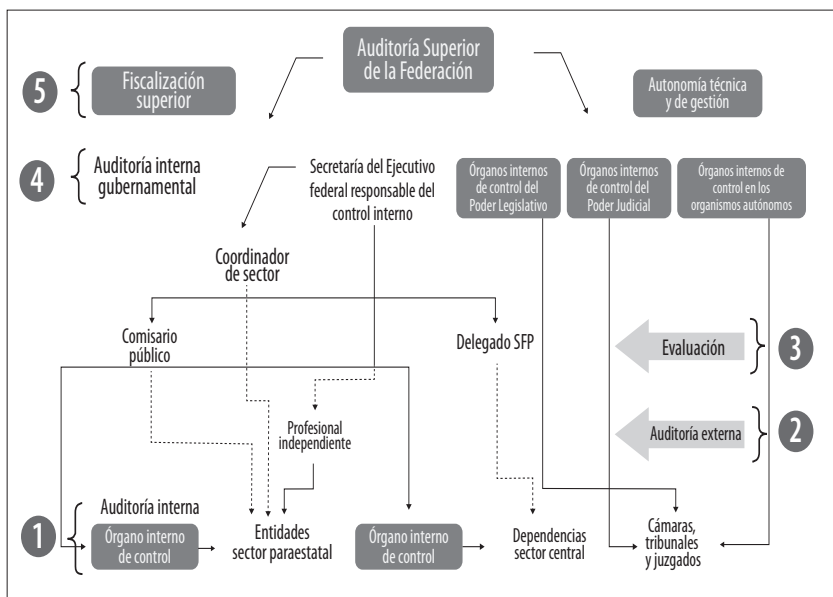 Auditoría Superior
de la Federación
5
Fiscalización
superior
Autonomía técnica
y de gestión
4
Auditoría interna
gubernamental
Secretaría del Ejecutivo
federal responsable del
control interno
Órganos internos
de control del
Poder Legislativo
Órganos internos
de control del
Poder Judicial
Órganos internos de
control en los
organismos autónomos
Coordinador
de sector
Comisario
público
Delegado SFP
Evaluación
3
Profesional
independiente
Auditoría externa
2
1
Auditoría interna
Órgano interno
de control
Entidades
sector paraestatal
Órgano interno
de control
Dependencias
sector central
Cámaras,
tribunales
y juzgados